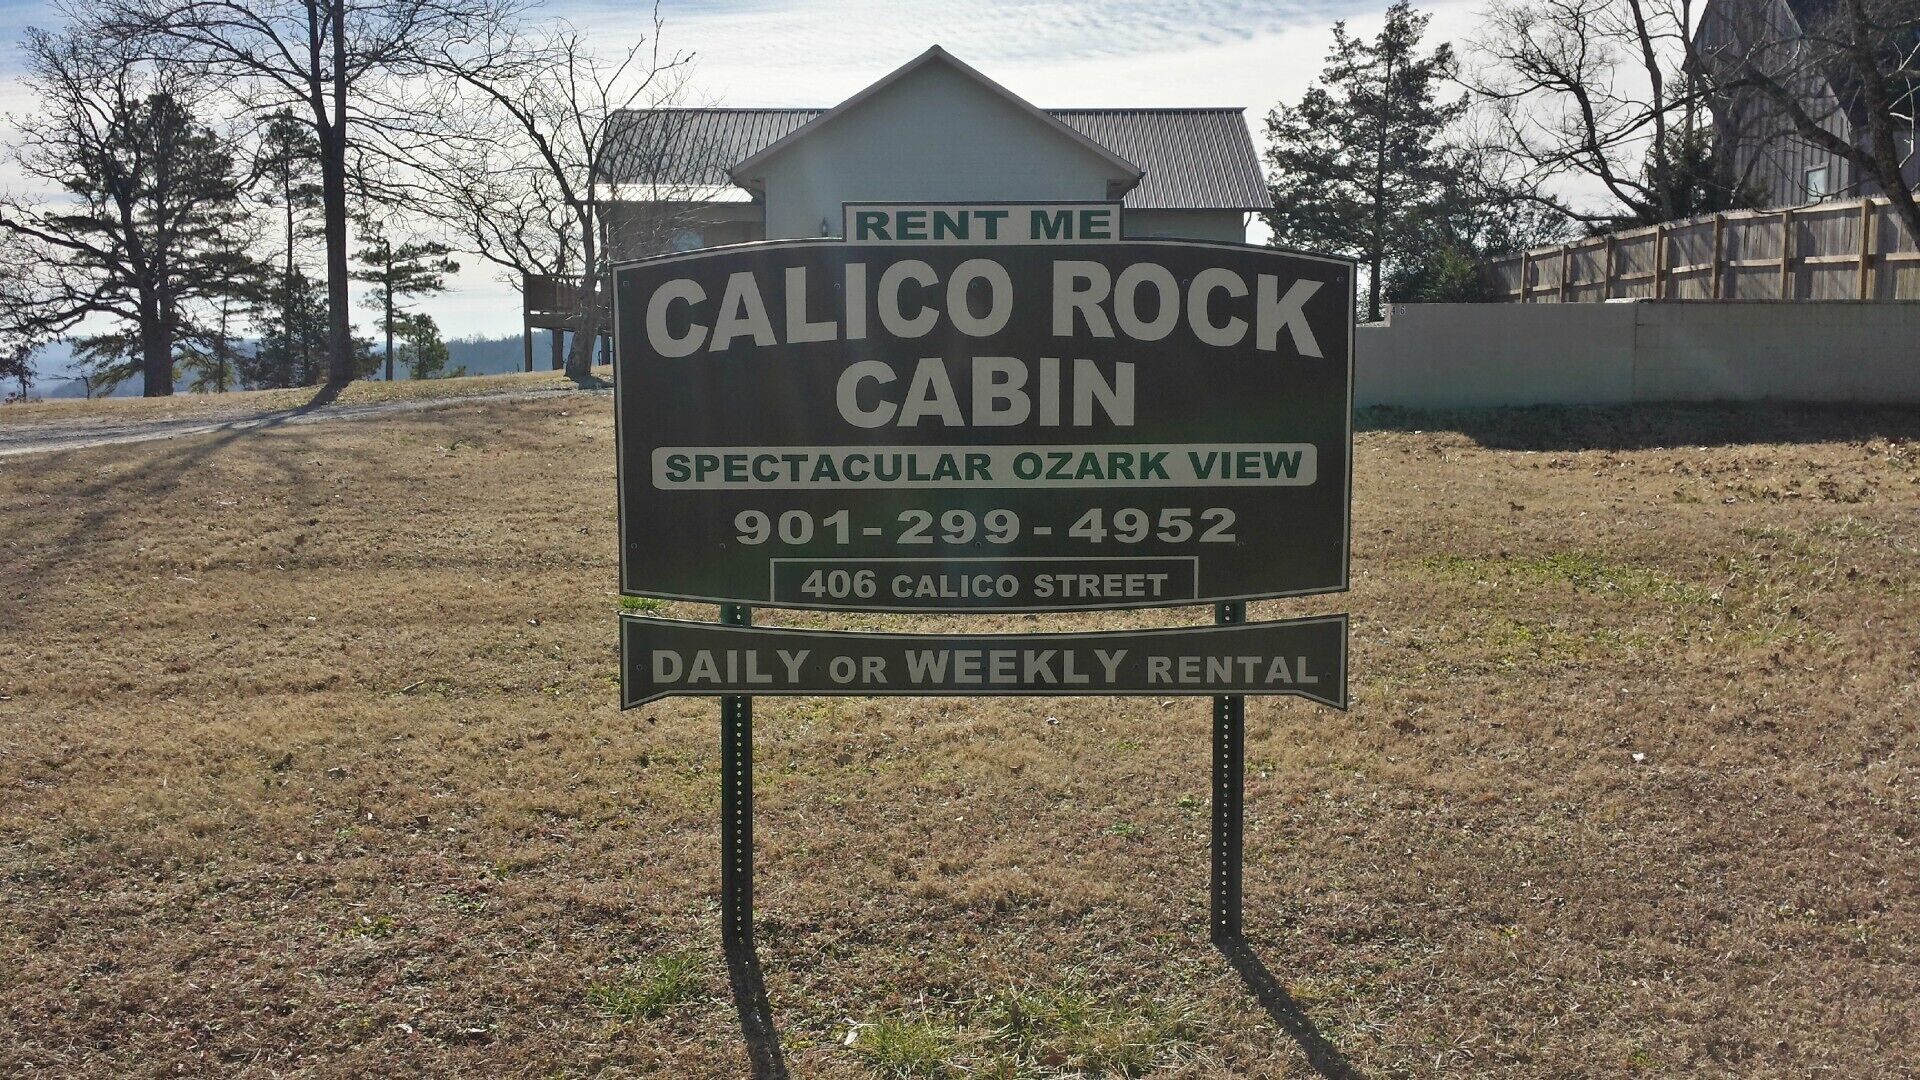 RENT ME
CALICO ROCK
CABIN
SPECTACULAR OZARK VIEW
901-299-4952
406 CALICO STREET
DAILY OR WEEKLY RENTAL